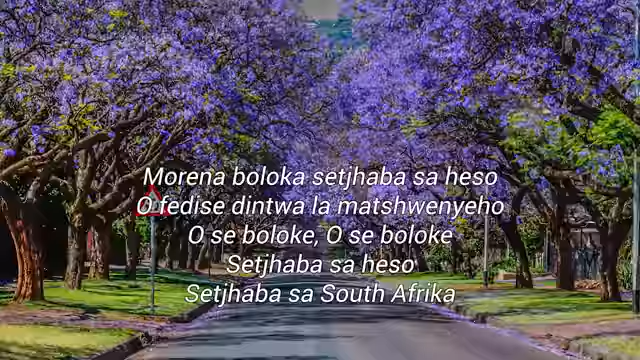 Morena boloka setjhaba sa heso
O fedise dintwa la matshwenyeho
O se boloke, O se boloke
Setjhaba sa heso
Setjhaba sa South Afrika